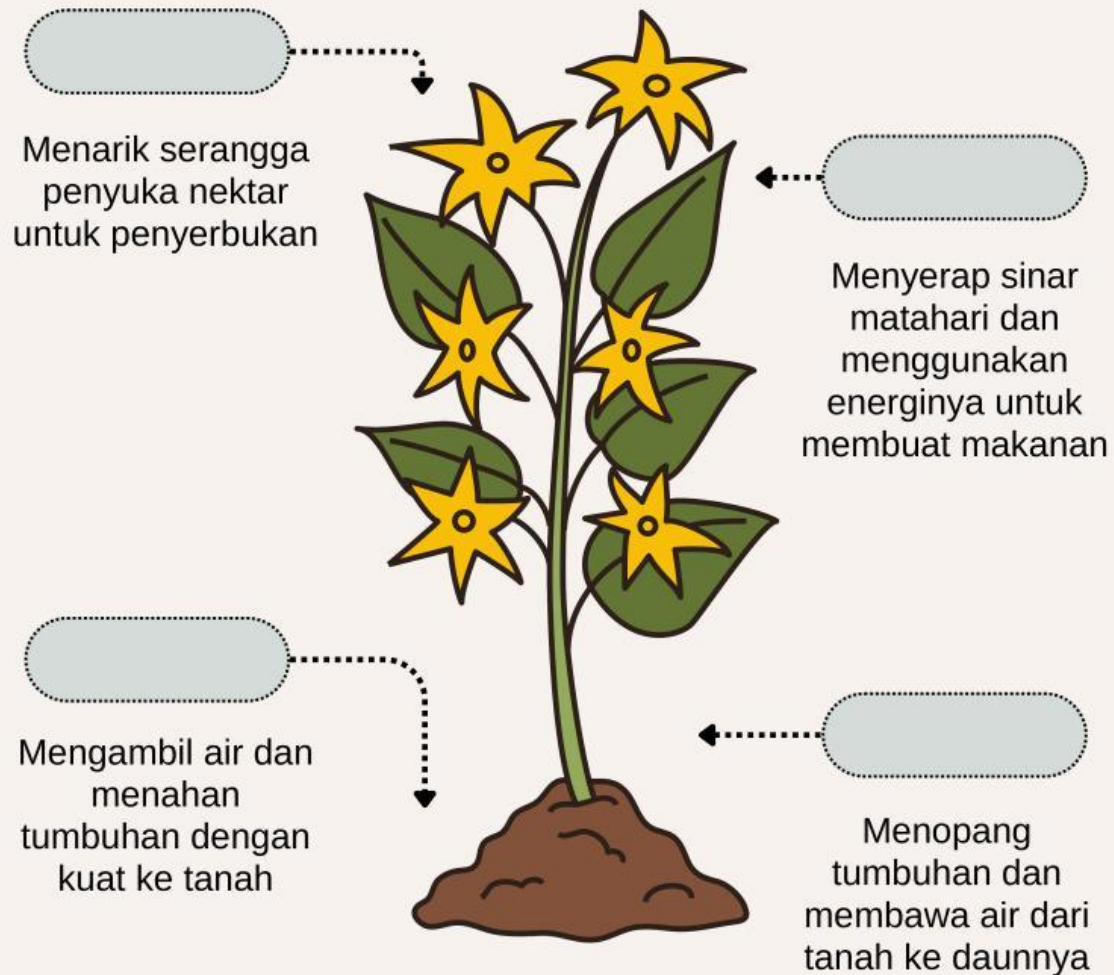 Menarik serangga
penyuka nektar
untuk penyerbukan
Menyerap sinar
matahari dan
menggunakan
energinya untuk
membuat makanan
Mengambil air dan
menahan
tumbuhan dengan
kuat ke tanah
Menopang
tumbuhan dan
membawa air dari
tanah ke daunnya